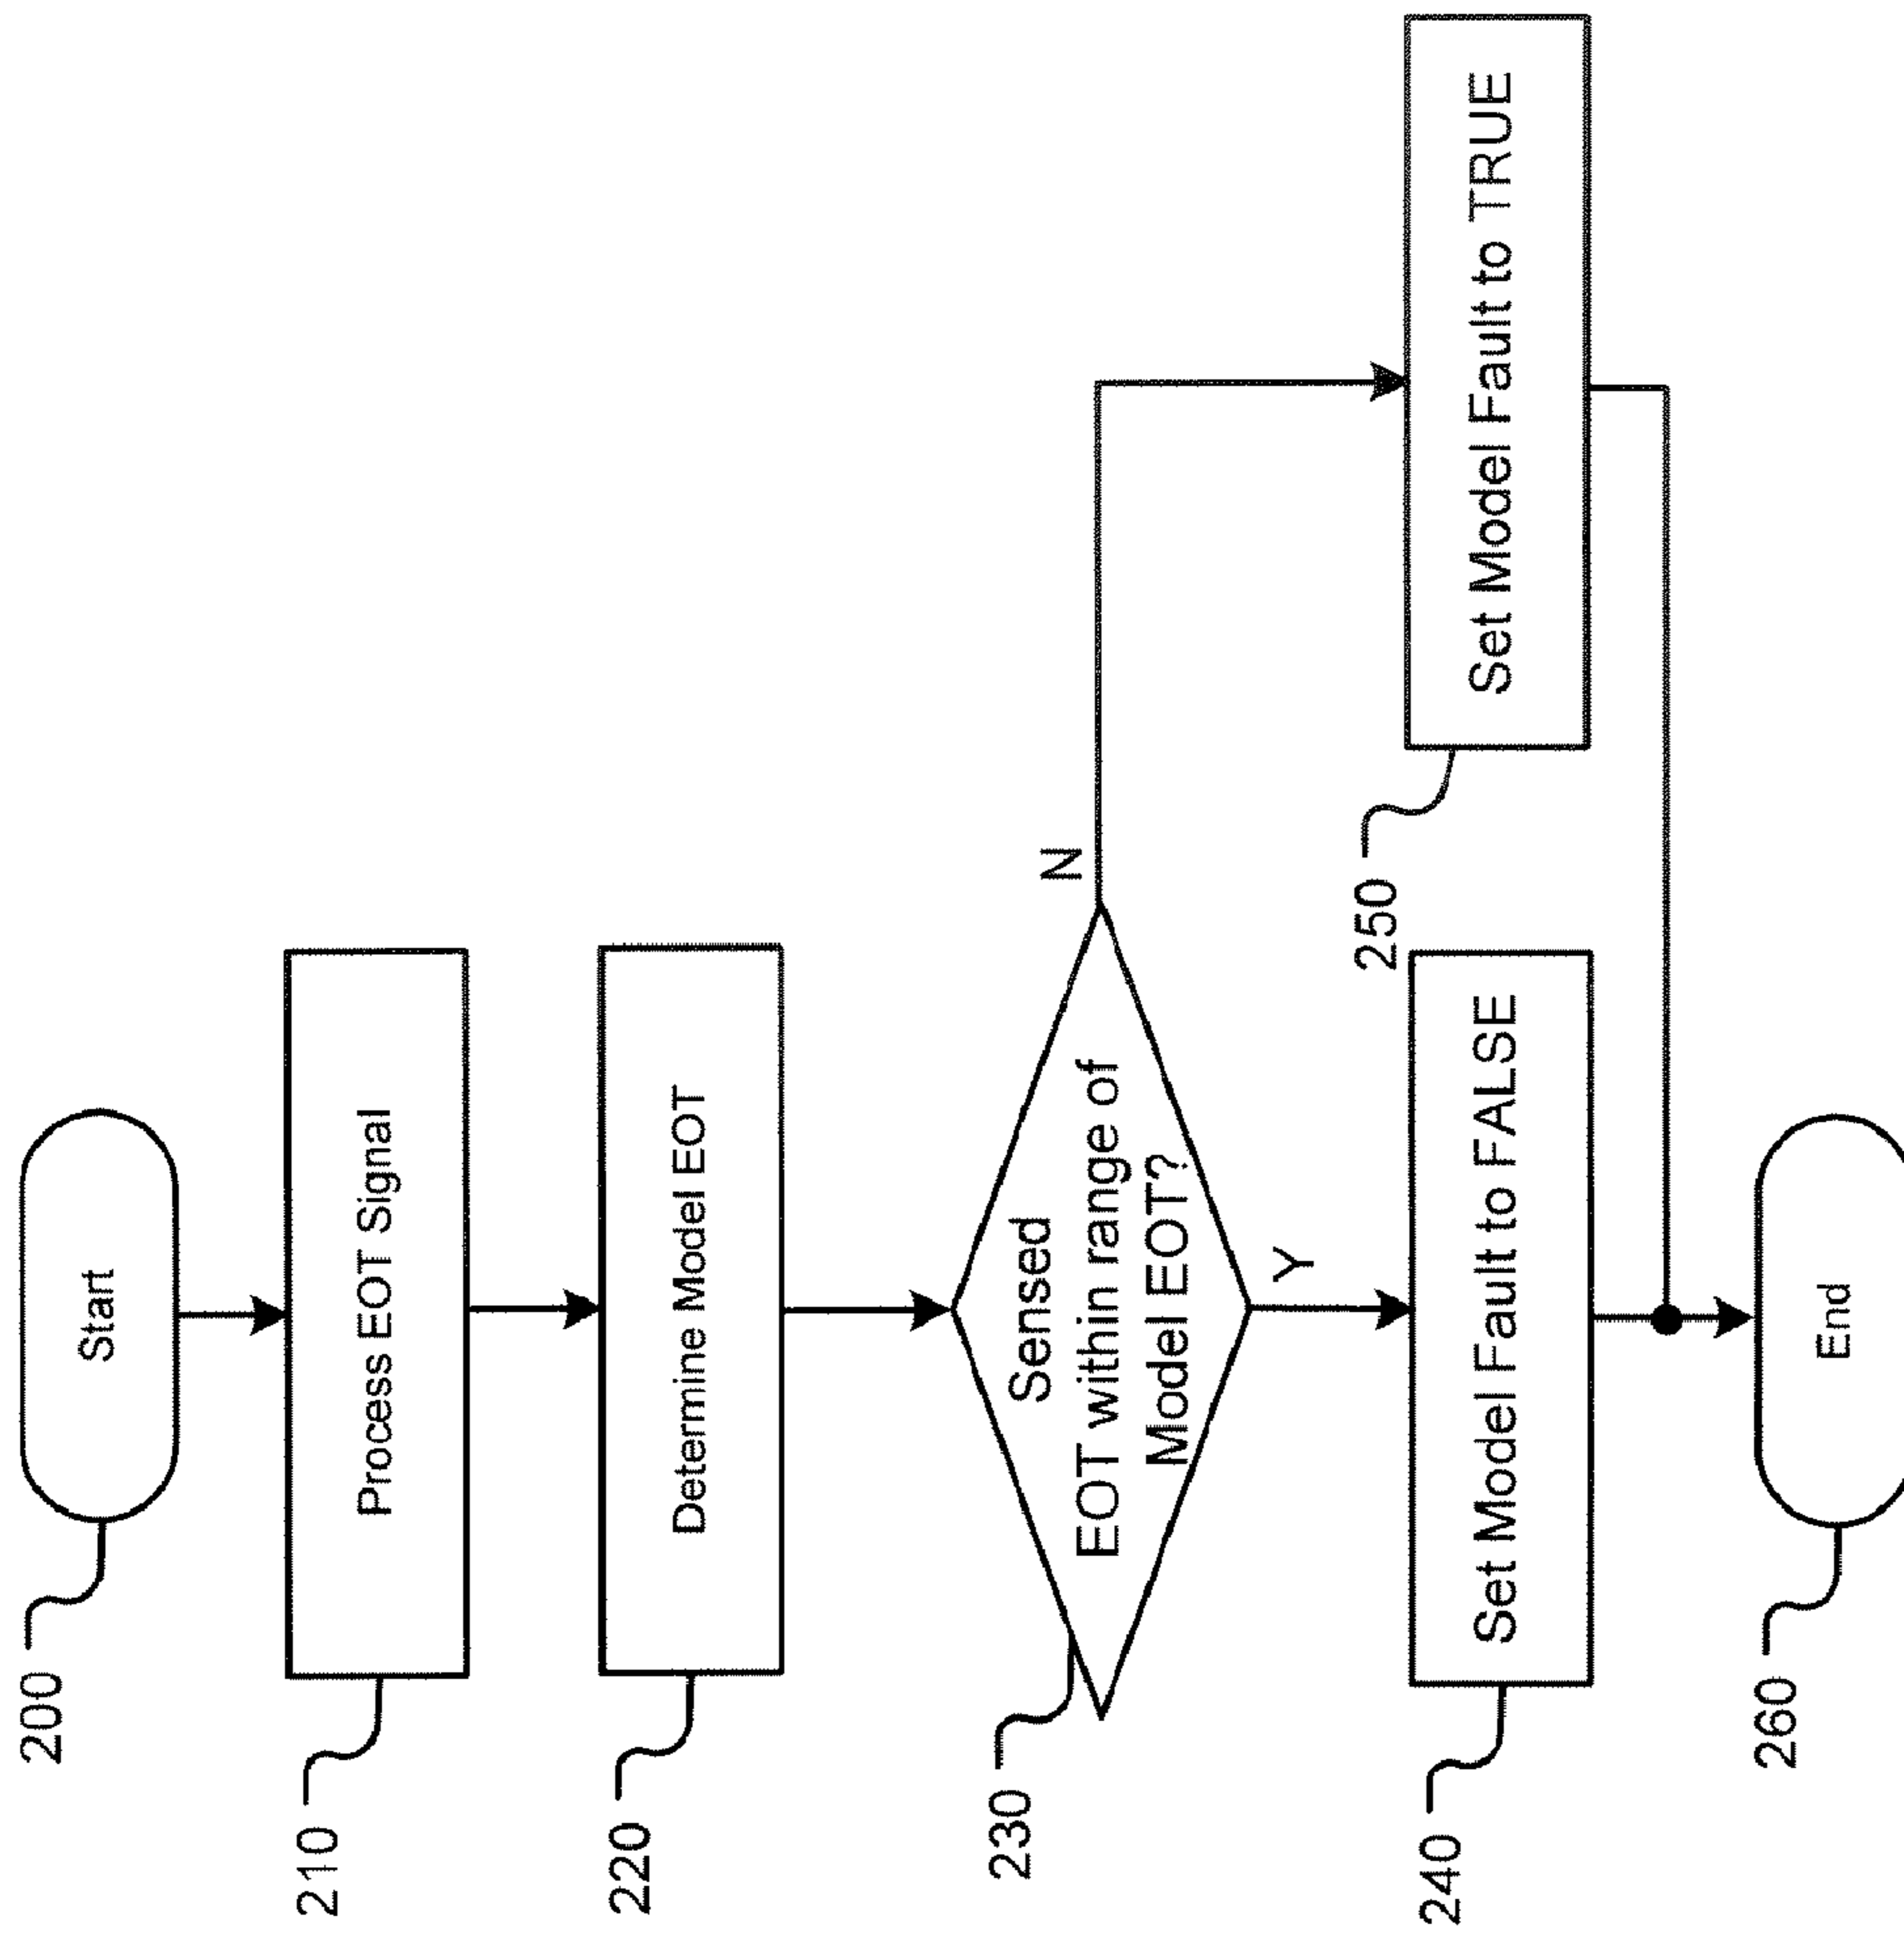 200
Start
210
Process EOT Signal
220
Determine Model EOT
230
Sensed
EOT within range of
Model EOT?
N
Y
240
Set Model Fault to FALSE
250
Set Model Fault to TRUE
260
End